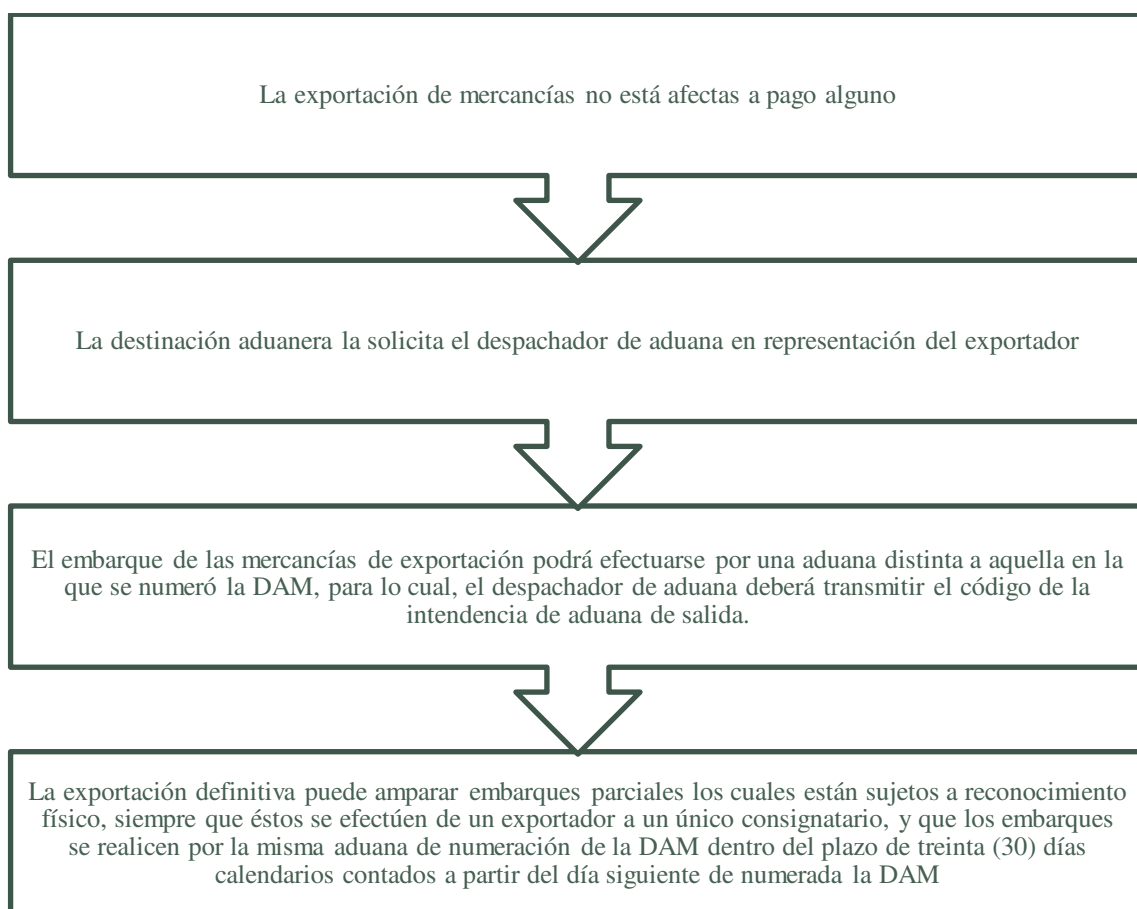 La exportación de mercancías no está afectas a pago alguno
La destinación aduanera la solicita el despachador de aduana en representación del exportador
El embarque de las mercancías de exportación podrá efectuarse por una aduana distinta a aquella en la
que se numeró la DAM, para lo cual, el despachador de aduana deberá transmitir el código de la
intendencia de aduana de salida.
La exportación definitiva puede amparar embarques parciales los cuales están sujetos a reconocimiento
físico, siempre que éstos se efectúen de un exportador a un único consignatario, y que los embarques
se realicen por la misma aduana de numeración de la DAM dentro del plazo de treinta (30) días
calendarios contados a partir del día siguiente de numerada la DAM